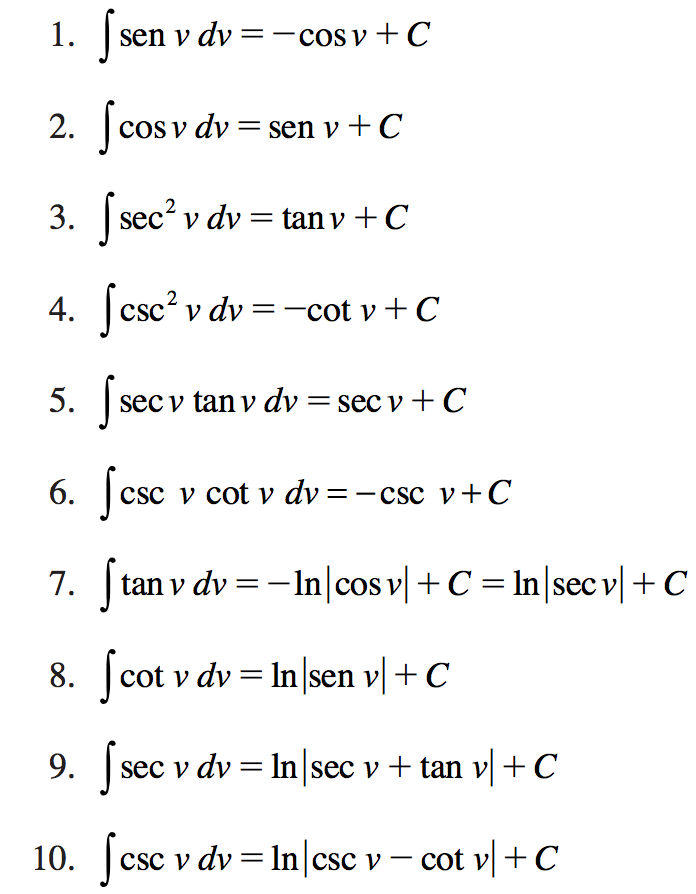 1. ∫sen v dv = −cos v + C
2. ∫cos v dv = sen v + C
3. ∫sec² v dv = tan v + C
4. ∫csc² v dv = −cot v + C
5. ∫sec v tan v dv = sec v + C
6. ∫csc v cot v dv = −csc v + C
7. ∫tan v dv = −ln|cos v| + C = ln|sec v| + C
8. ∫cot v dv = ln|sen v| + C
9. ∫sec v dv = ln|sec v + tan v| + C
10. ∫csc v dv = ln|csc v − cot v| + C